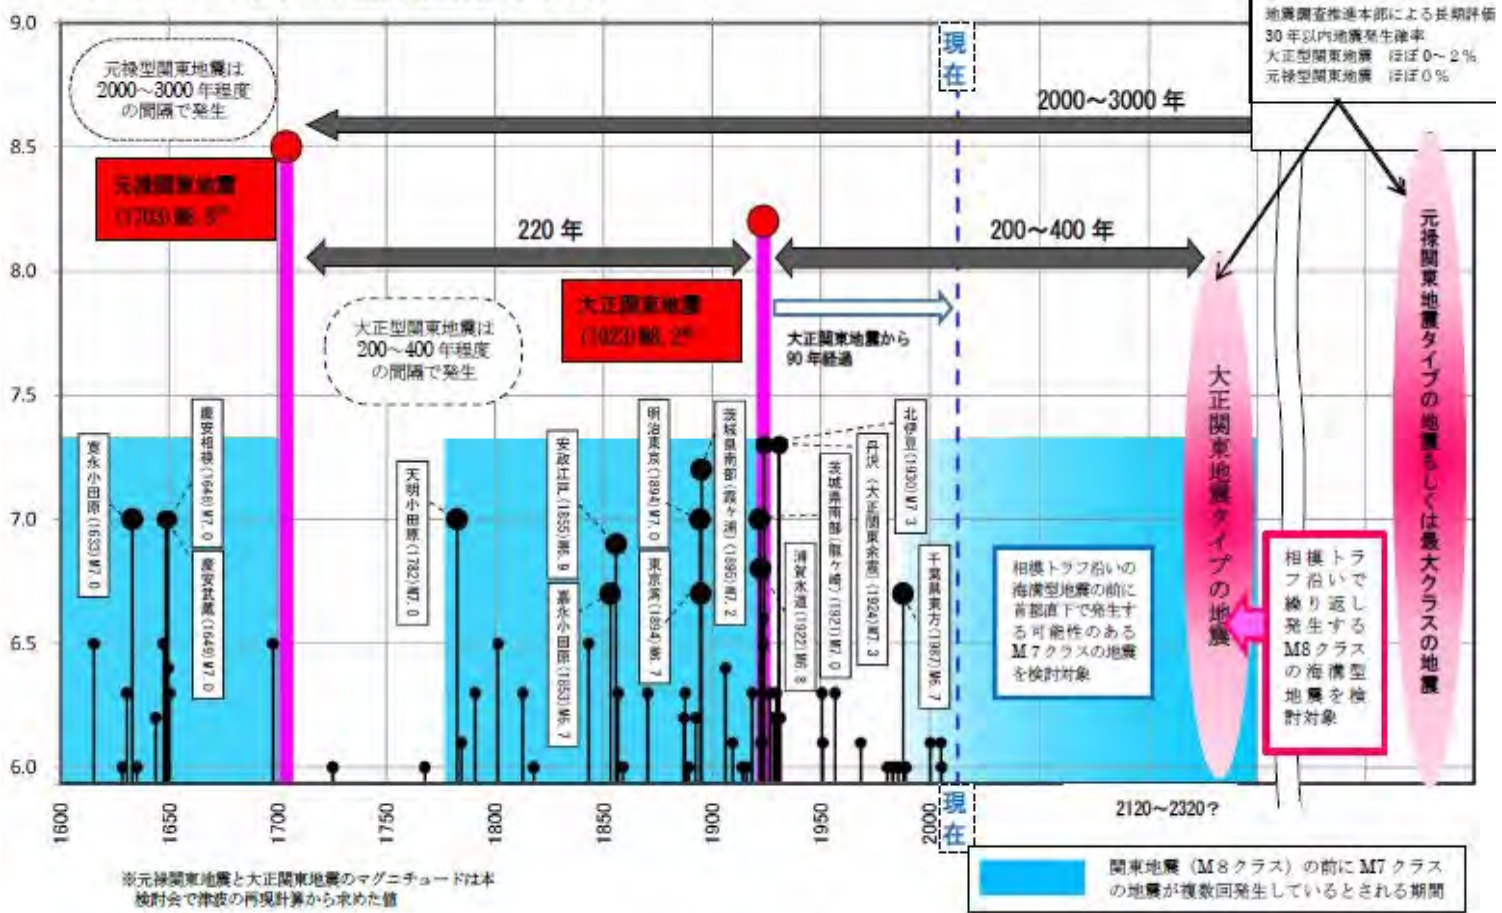 9.0
8.5
8.0
7.5
7.0
6.5
6.0
元禄型関東地震は
2000～3000 年程度
の間隔で発生
元禄関東地震
(1703)M8.5※
220 年
大正型関東地震は
200～400 年程度
の間隔で発生
大正関東地震
(1923)M8.2※
現在
2000～3000 年
200～400 年
大正関東地震から
90 年経過
地震調査推進本部による長期評価
30 年以内地震発生確率
大正型関東地震　ほぼ 0～2％
元禄型関東地震　ほぼ０％
寛永小田原(1633)M7.0
慶安相模(1648)M7.0
慶安武蔵(1649)M7.0
天明小田原(1782)M7.0
安政江戸(1855)M6.9
嘉永小田原(1853)M6.7
明治東京(1894)M7.0
東京湾(1894)M6.7
茨城県南部(霞ヶ浦)(1895)M7.2
浦賀水道(1922)M6.8
茨城県南部(龍ヶ崎)(1921)M7.0
丹沢(大正関東余震)(1924)M7.3
北伊豆(1930)M7.3
千葉県東方(1987)M6.7
相模トラフ沿いの
海溝型地震の前に
首都直下で発生す
る可能性のある
M７クラスの地震
を検討対象
大正関東地震タイプの地震
相模トラ
フ沿いで
繰り返し
発生する
M8クラス
の海溝型
地震を検
討対象
元禄関東地震タイプの地震もしくは最大クラスの地震
1600
1650
1700
1750
1800
1850
1900
1950
2000
現在
2120～2320？
※元禄関東地震と大正関東地震のマグニチュードは本
検討会で津波の再現計算から求めた値
関東地震（M８クラス）の前に M７クラス
の地震が複数回発生しているとされる期間